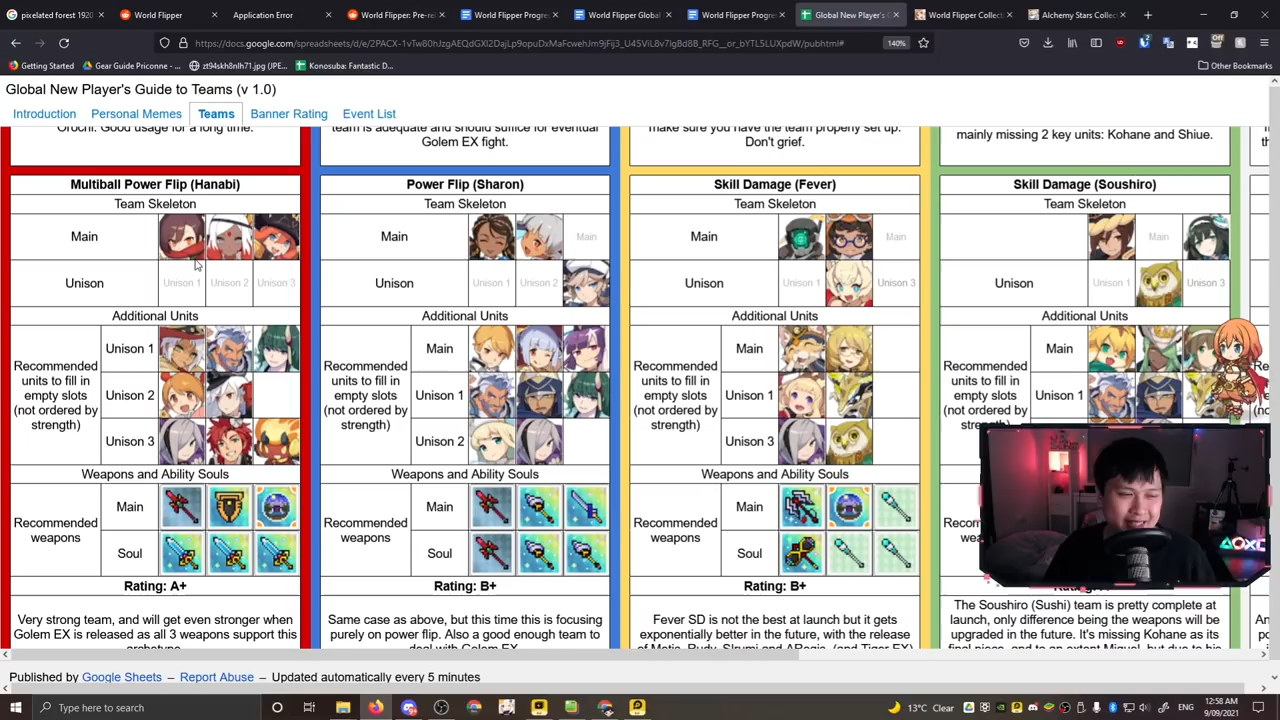 pixelated forest 1920
World Flipper
Application Error
World Flipper: Pre-re
World Flipper Progres
World Flipper Global
World Flipper Progre
Global New Player's G
World Flipper Collect
Alchemy Stars Collect
140%
Getting Started
Gear Guide Priconne ...
zt94skh8nlh71.jpg (JPE...
Konosuba: Fantastic D...
Other Bookmarks
Global New Player's Guide to Teams (v 1.0)
Introduction
Personal Memes
Teams
Banner Rating
Event List
Orochi. Good usage for a long time.
team is adequate and should suffice for eventual
Golem EX fight.
make sure you have the team properly set up.
Don't grief.
mainly missing 2 key units: Kohane and Shiue.
Multiball Power Flip (Hanabi)
Team Skeleton
Main
Unison
Unison 1
Unison 2
Unison 3
Additional Units
Recommended
units to fill in
empty slots
(not ordered by
strength)
Unison 1
Unison 2
Unison 3
Weapons and Ability Souls
Recommended
weapons
Main
Soul
Rating: A+
Very strong team, and will get even stronger when
Golem EX is released as all 3 weapons support this
archetype.
Power Flip (Sharon)
Team Skeleton
Main
Main
Unison
Unison 1
Unison 2
Additional Units
Recommended
units to fill in
empty slots
(not ordered by
strength)
Main
Unison 1
Unison 2
Weapons and Ability Souls
Recommended
weapons
Main
Soul
Rating: B+
Same case as above, but this time this is focusing
purely on power flip. Also a good enough team to
deal with Golem EX.
Skill Damage (Fever)
Team Skeleton
Main
Main
Unison
Unison 1
Unison 3
Additional Units
Recommended
units to fill in
empty slots
(not ordered by
strength)
Main
Unison 1
Unison 3
Weapons and Ability Souls
Recommended
weapons
Main
Soul
Rating: B+
Fever SD is not the best at launch but it gets
exponentially better in the future, with the release
Skill Damage (Soushiro)
Team Skeleton
Main
Main
Unison
Unison 1
Unison 3
Additional Units
Recommended
units to fill in
empty slots
(not ordered by
strength)
Main
Unison 1
The Soushiro (Sushi) team is pretty complete at
launch, only difference being the weapons will be
upgraded in the future. It's missing Kohane as its
Published by Google Sheets – Report Abuse – Updated automatically every 5 minutes
Type here to search
13°C Clear
ENG
12:58 AM
9/09/2021